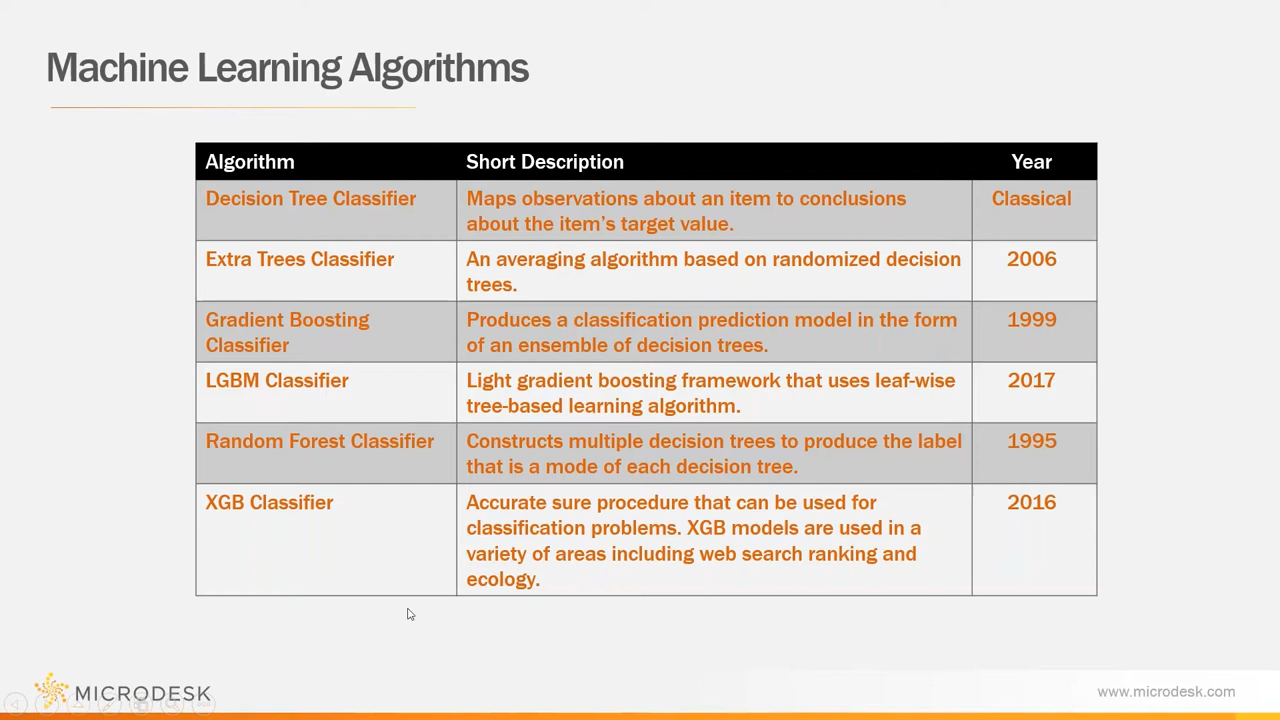 Machine Learning Algorithms
Algorithm Short Description Year
Decision Tree Classifier Maps observations about an item to conclusions Classical
about the item’s target value.
Extra Trees Classifier An averaging algorithm based on randomized decision 2006
trees.
Gradient Boosting Produces a classification prediction model in the form 1999
Classifier of an ensemble of decision trees.
LGBM Classifier Light gradient boosting framework that uses leaf-wise 2017
tree-based learning algorithm.
Random Forest Classifier Constructs multiple decision trees to produce the label 1995
that is a mode of each decision tree.
XGB Classifier Accurate sure procedure that can be used for 2016
classification problems. XGB models are used in a
variety of areas including web search ranking and
ecology.
MICRODESK www.microdesk.com